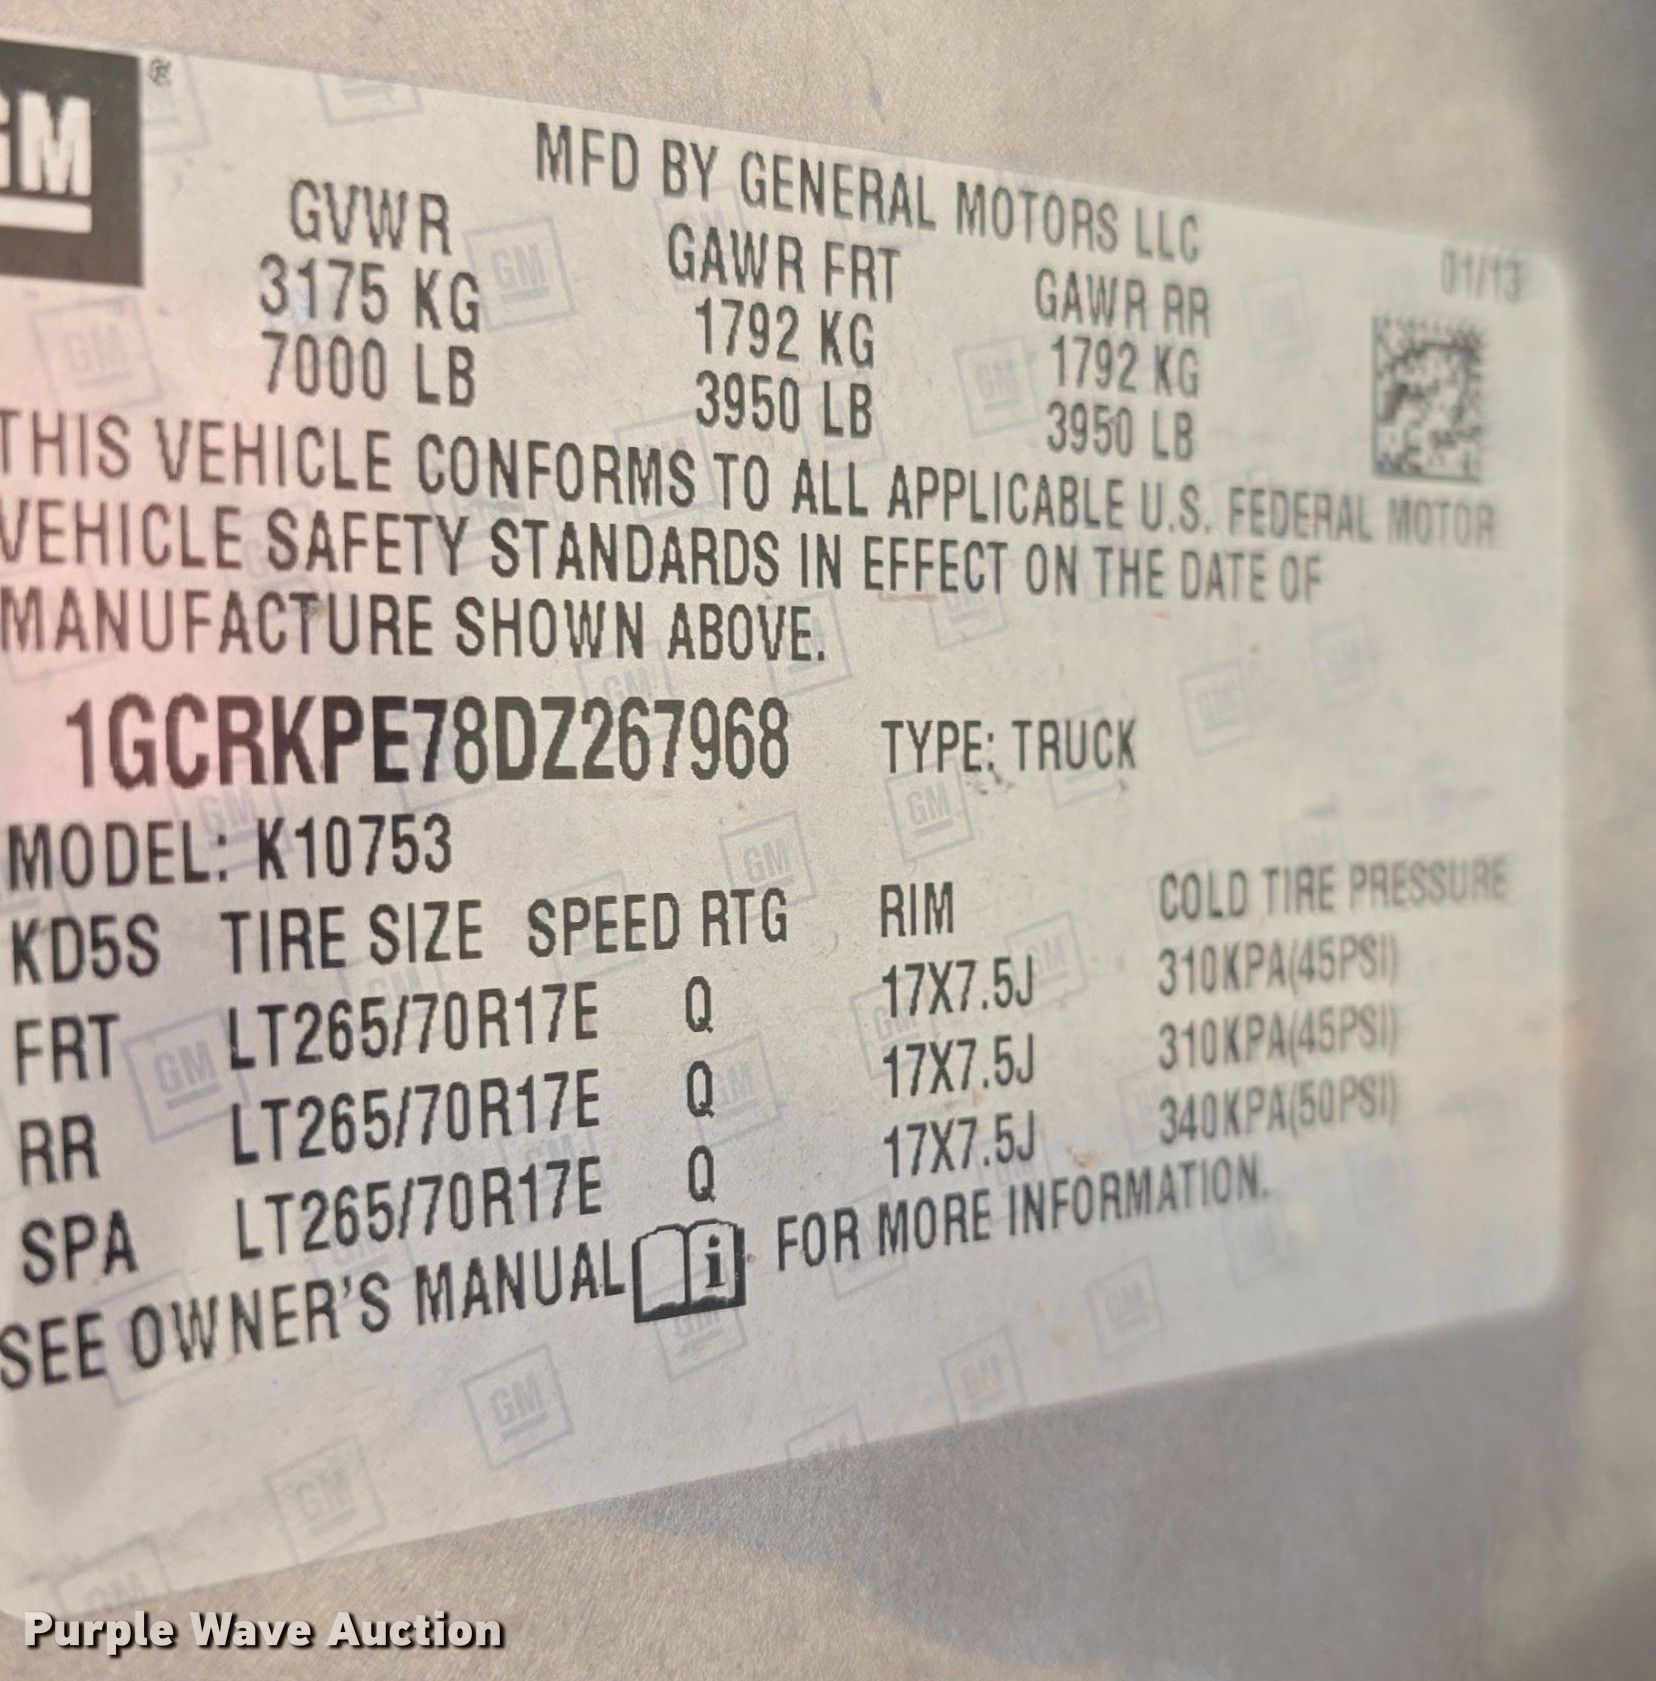 GM ®
MFD BY GENERAL MOTORS LLC
01/13
GVWR GAWR FRT GAWR RR
3175 KG 1792 KG 1792 KG
7000 LB 3950 LB 3950 LB
THIS VEHICLE CONFORMS TO ALL APPLICABLE U.S. FEDERAL MOTOR
VEHICLE SAFETY STANDARDS IN EFFECT ON THE DATE OF
MANUFACTURE SHOWN ABOVE.
1GCRKPE78DZ267968 TYPE: TRUCK
MODEL: K10753
KD5S TIRE SIZE SPEED RTG RIM COLD TIRE PRESSURE
FRT LT265/70R17E Q 17X7.5J 310KPA(45PSI)
RR LT265/70R17E Q 17X7.5J 310KPA(45PSI)
SPA LT265/70R17E Q 17X7.5J 340KPA(50PSI)
SEE OWNER'S MANUAL i FOR MORE INFORMATION.
Purple Wave Auction